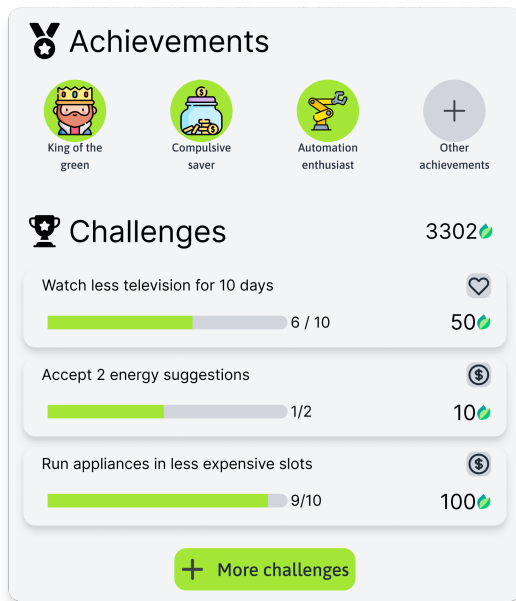 Achievements
King of the green
Compulsive saver
Automation enthusiast
Other achievements
Challenges
3302
Watch less television for 10 days
6 / 10
50
Accept 2 energy suggestions
1/2
10
Run appliances in less expensive slots
9/10
100
More challenges